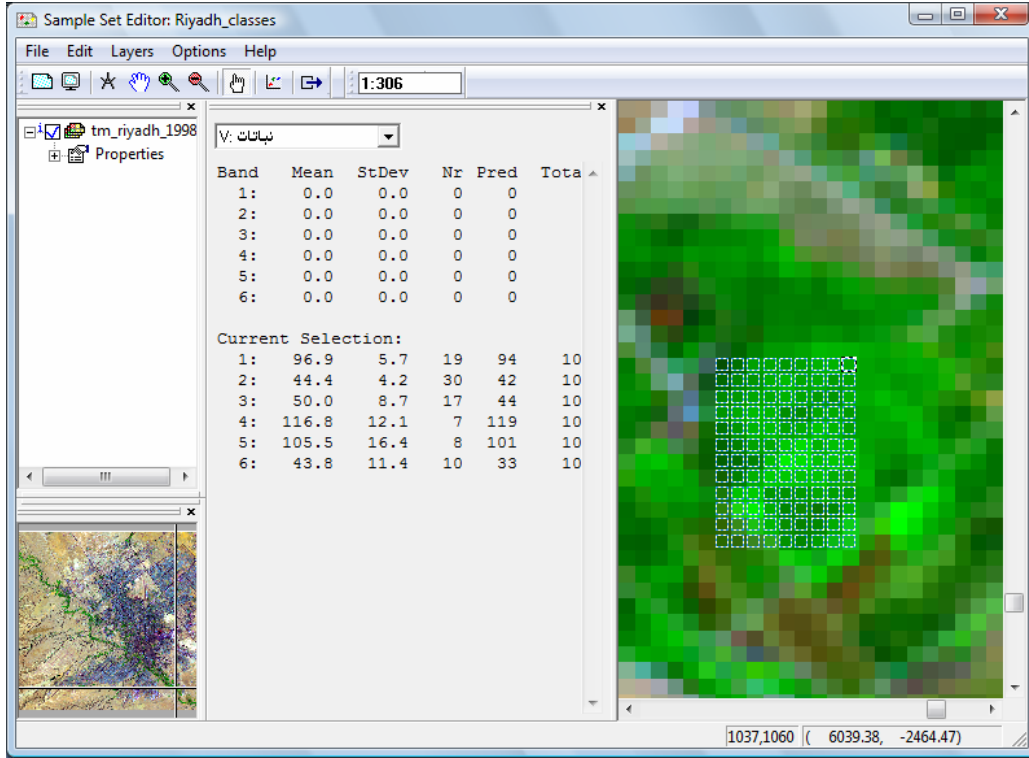 Sample Set Editor: Riyadh_classes
File Edit Layers Options Help
1:306
tm_riyadh_1998
Properties
V: نباتات
Band Mean StDev Nr Pred Tota
1: 0.0 0.0 0 0
2: 0.0 0.0 0 0
3: 0.0 0.0 0 0
4: 0.0 0.0 0 0
5: 0.0 0.0 0 0
6: 0.0 0.0 0 0
Current Selection:
1: 96.9 5.7 19 94 10
2: 44.4 4.2 30 42 10
3: 50.0 8.7 17 44 10
4: 116.8 12.1 7 119 10
5: 105.5 16.4 8 101 10
6: 43.8 11.4 10 33 10
1037,1060 ( 6039.38, -2464.47)